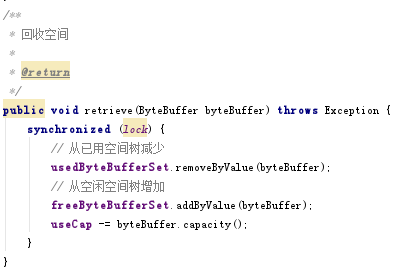 /**
* 回收空间
*
* @return
*/
public void retrieve(ByteBuffer byteBuffer) throws Exception {
synchronized (lock) {
// 从已用空间树减少
usedByteBufferSet.removeByValue(byteBuffer);
// 从空闲空间树增加
freeByteBufferSet.addByValue(byteBuffer);
useCap -= byteBuffer.capacity();
}
}